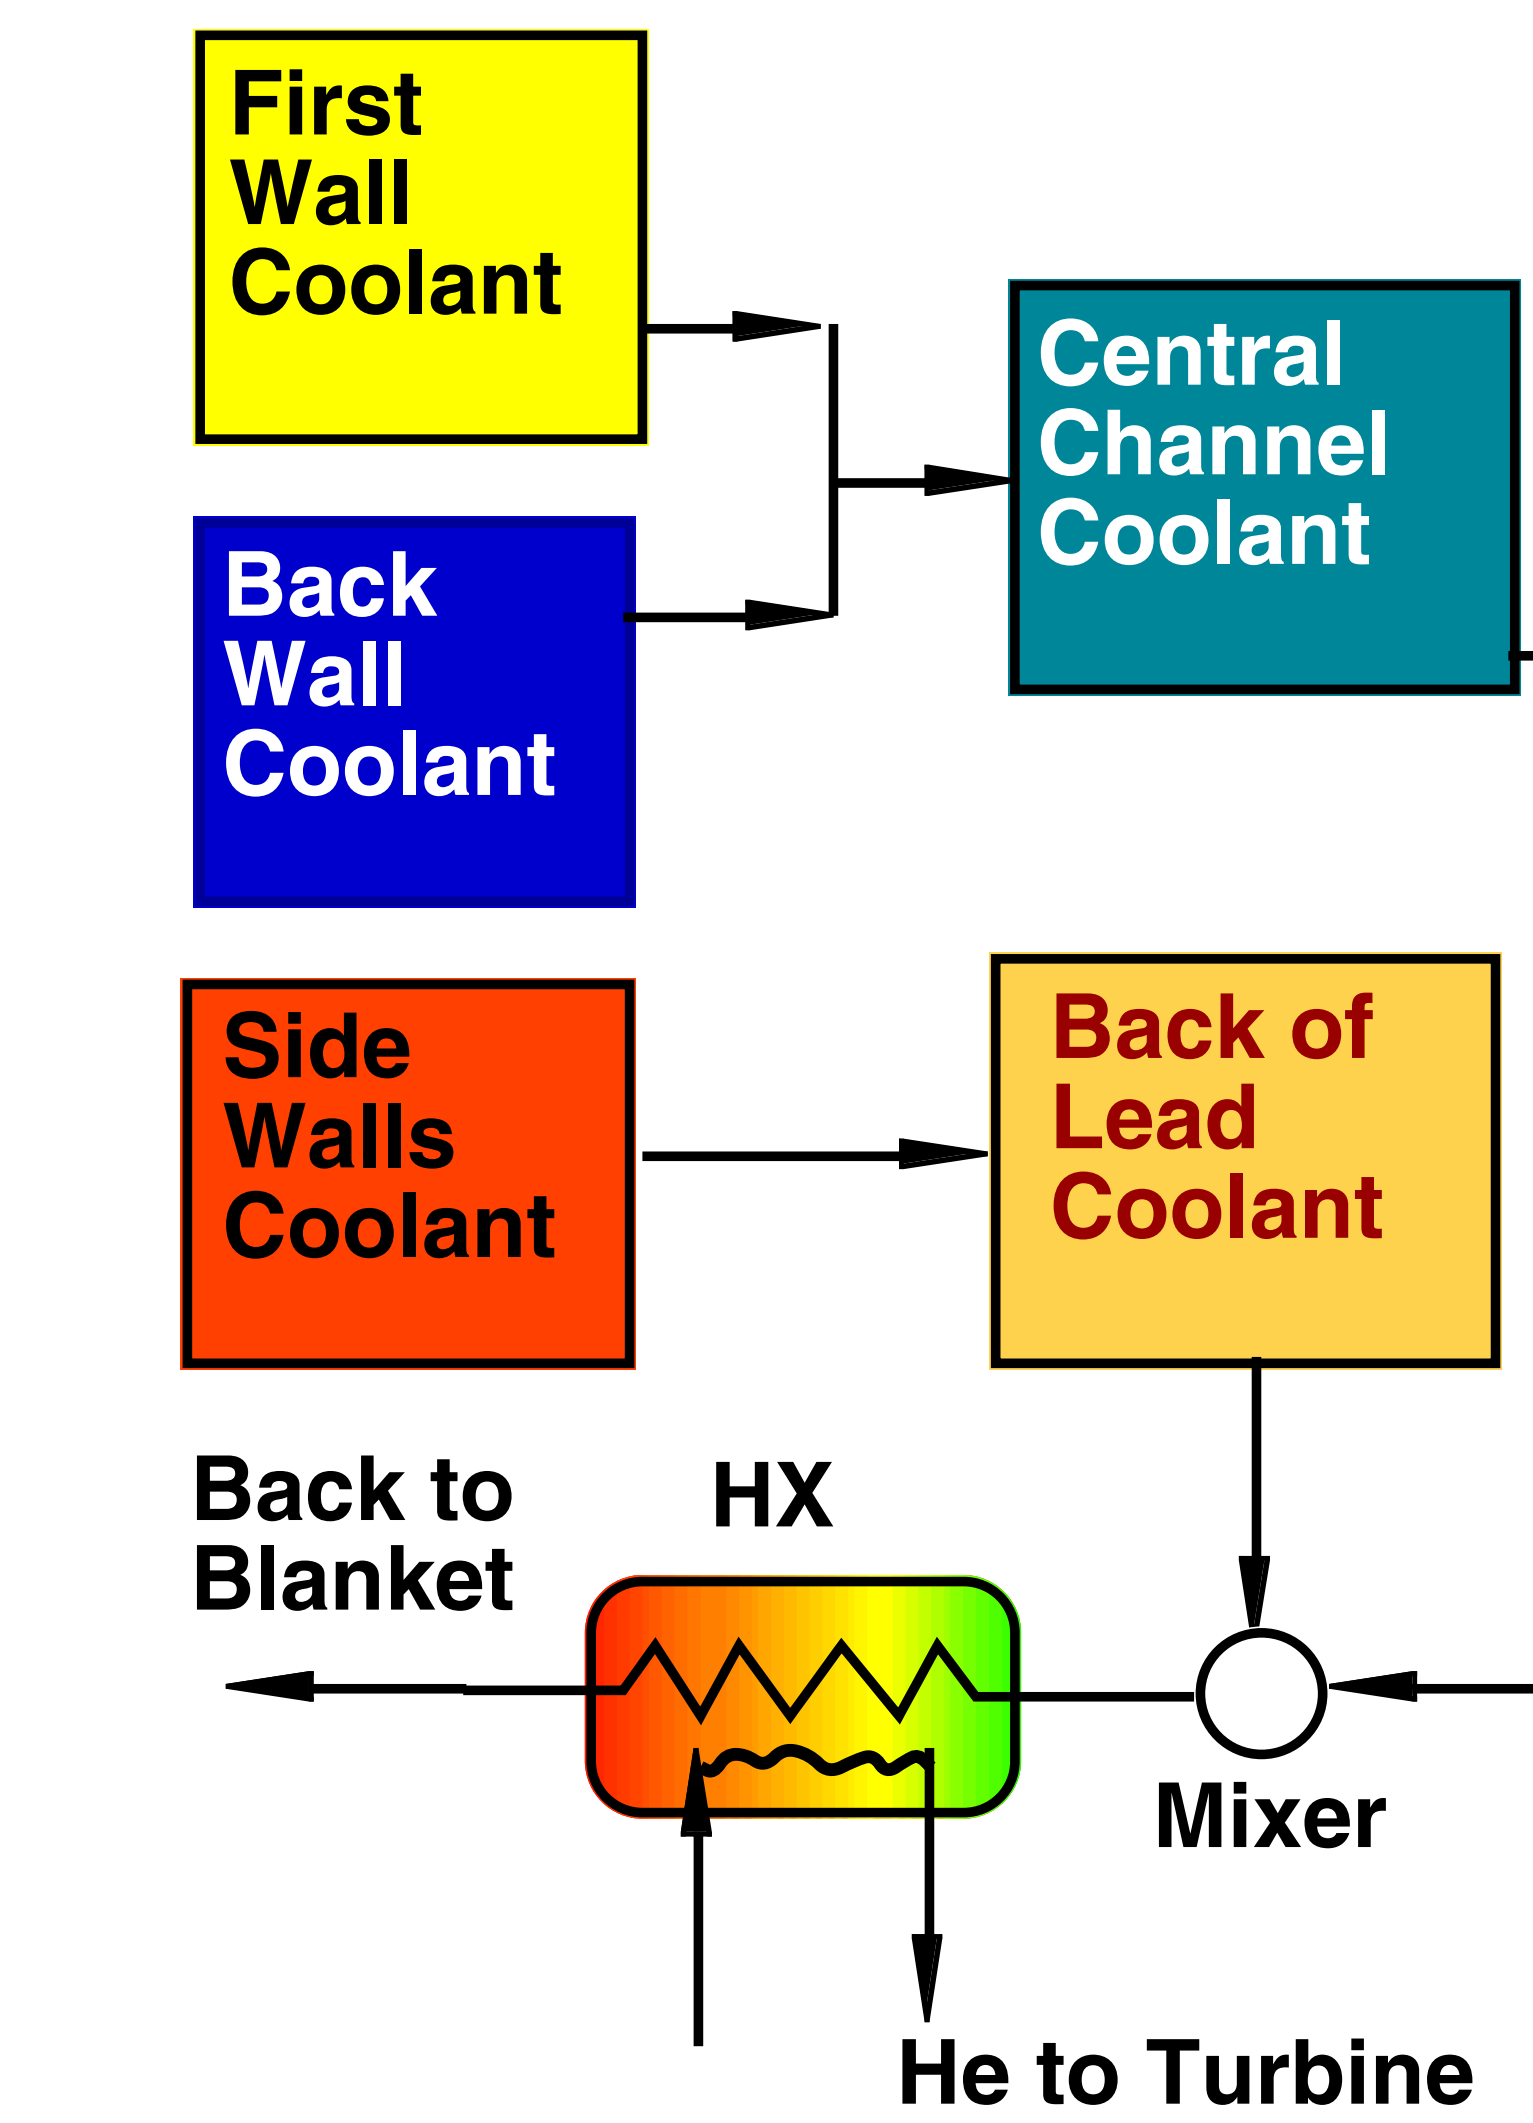 First
Wall
Coolant
Central
Channel
Coolant
Back
Wall
Coolant
Side
Walls
Coolant
Back of
Lead
Coolant
Back to
Blanket
HX
Mixer
He to Turbine